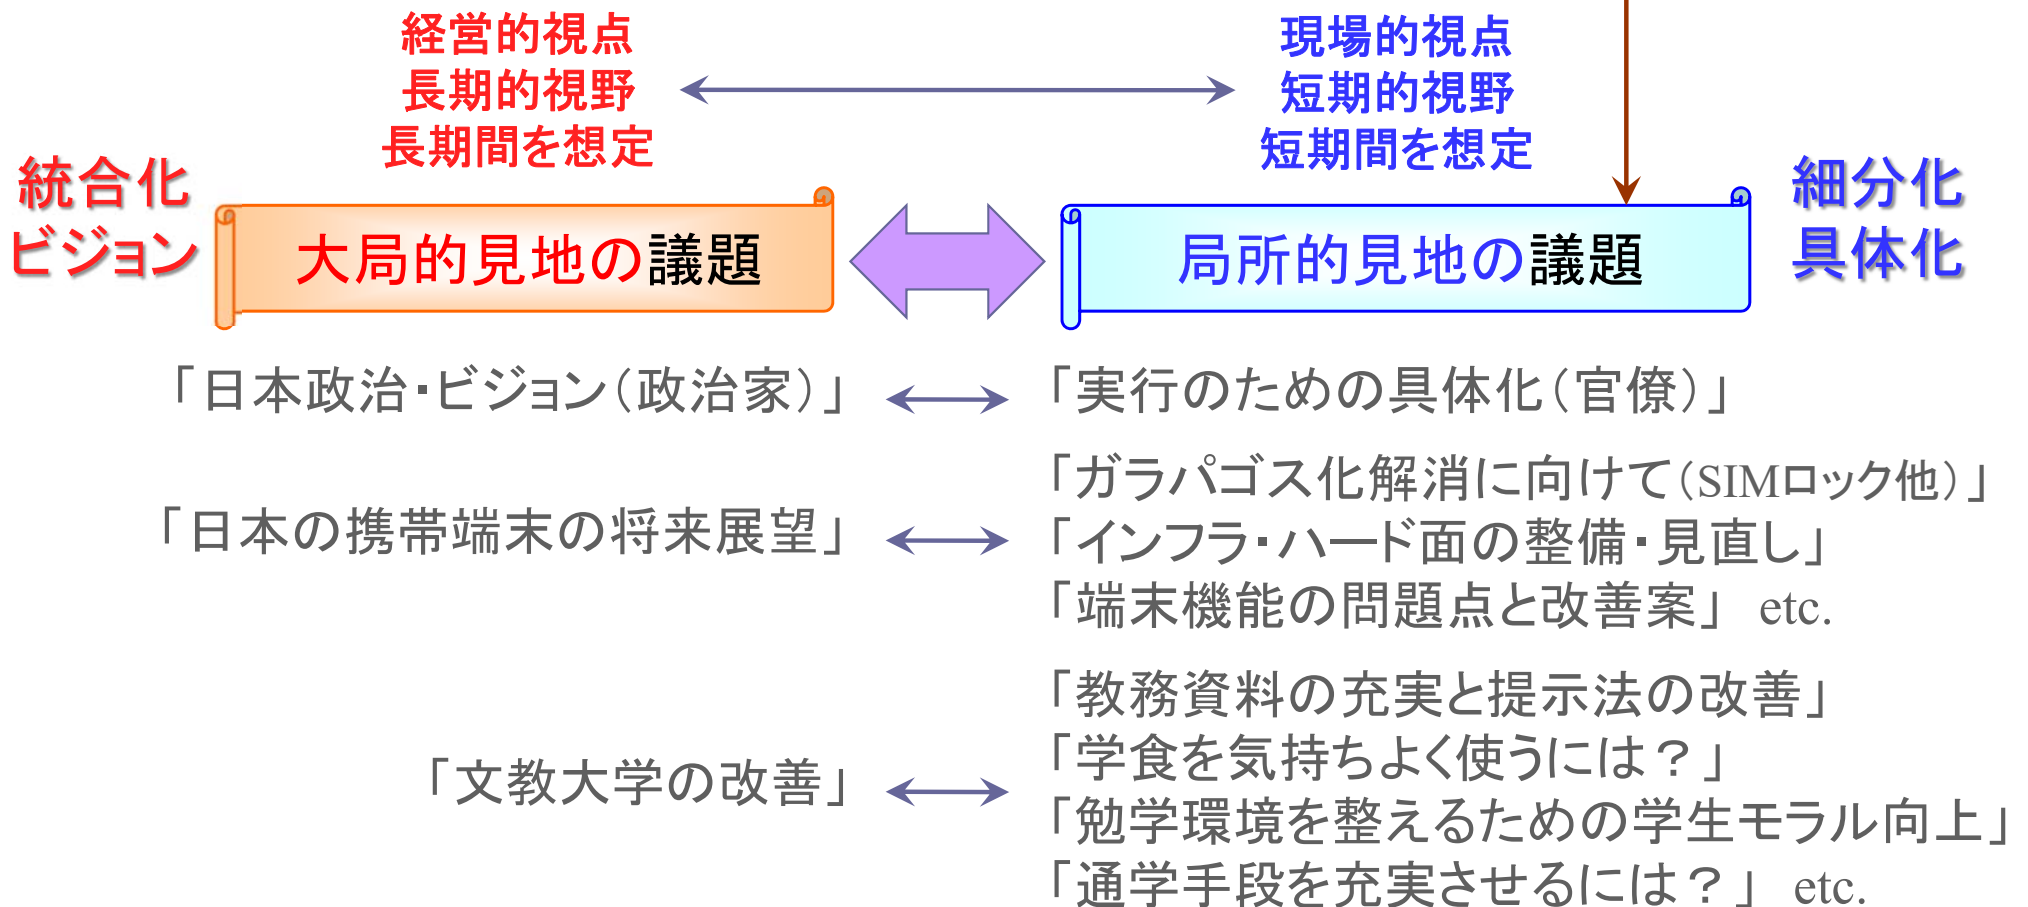 経営的視点
長期的視野
長期間を想定
現場的視点
短期的視野
短期間を想定
統合化
ビジョン
大局的見地の議題
局所的見地の議題
細分化
具体化
「日本政治・ビジョン(政治家)」
「実行のための具体化(官僚)」
「日本の携帯端末の将来展望」
「ガラパゴス化解消に向けて(SIMロック他)」
「インフラ・ハード面の整備・見直し」
「端末機能の問題点と改善案」 etc.
「文教大学の改善」
「教務資料の充実と提示法の改善」
「学食を気持ちよく使うには？」
「勉学環境を整えるための学生モラル向上」
「通学手段を充実させるには？」 etc.